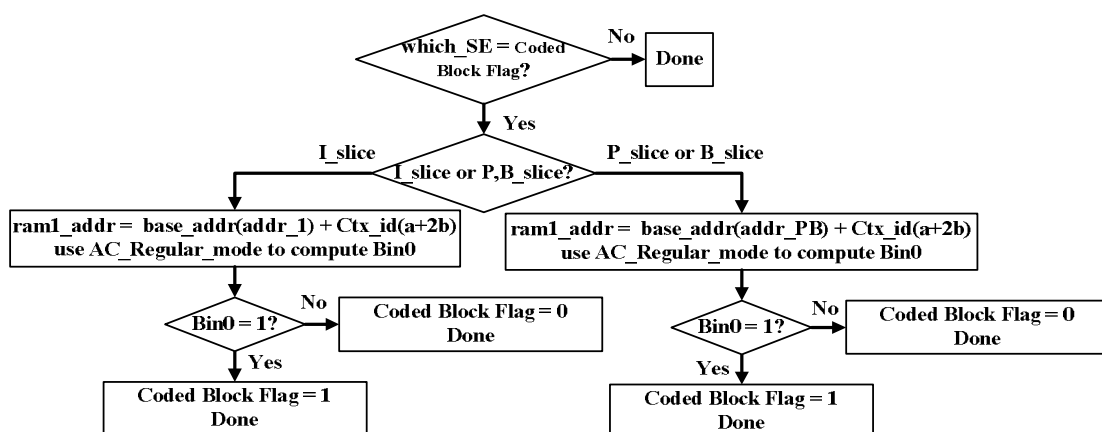 which_SE = Coded
Block Flag?
No
Done
Yes
I_slice
I_slice or P,B_slice?
P_slice or B_slice
ram1_addr = base_addr(addr_1) + Ctx_id(a+2b)
use AC_Regular_mode to compute Bin0
ram1_addr = base_addr(addr_PB) + Ctx_id(a+2b)
use AC_Regular_mode to compute Bin0
Bin0 = 1?
No
Coded Block Flag = 0
Done
Yes
Coded Block Flag = 1
Done
Bin0 = 1?
No
Coded Block Flag = 0
Done
Yes
Coded Block Flag = 1
Done